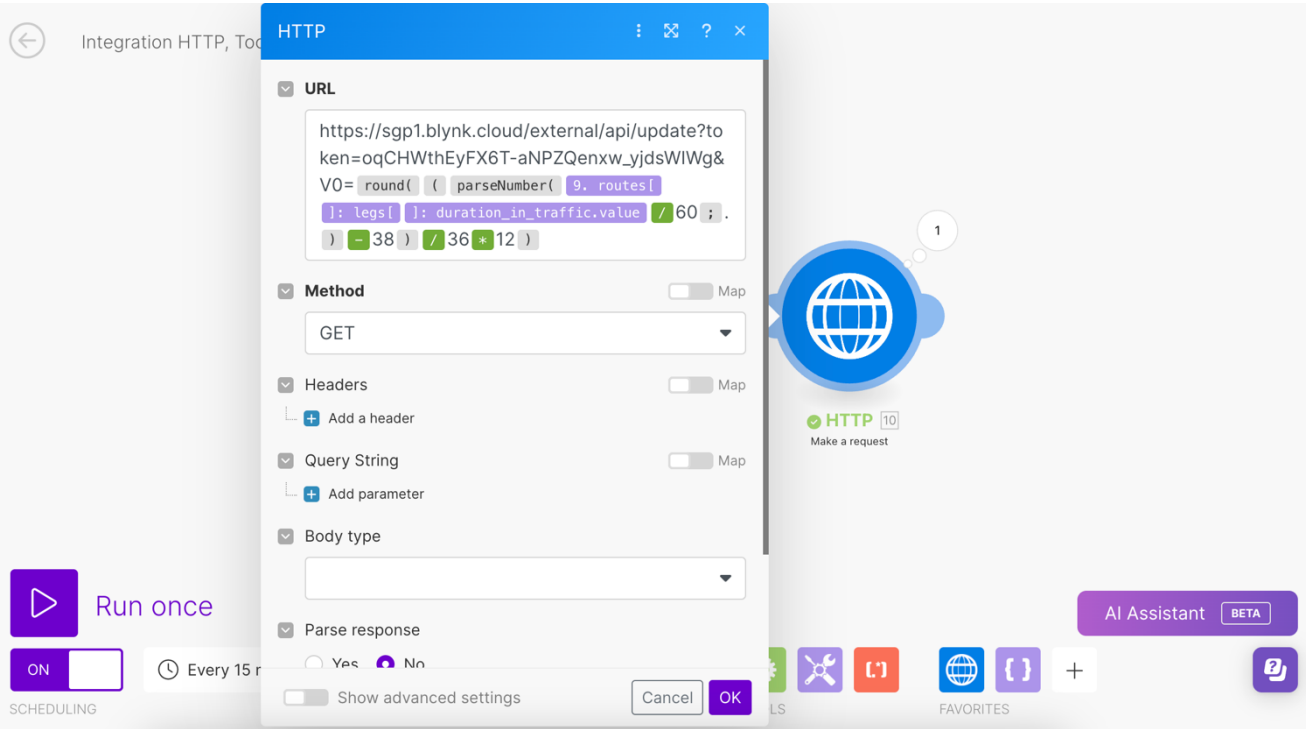 Integration HTTP, Too
HTTP
?
URL
https://sgp1.blynk.cloud/external/api/update?to
ken=oqCHWthEyFX6T-aNPZQenxw_yjdsWIWg&
V0= round( ( parseNumber( 9. routes[
]: legs[ ]: duration_in_traffic.value / 60 ; .
) - 38 ) / 36 * 12 )
Method
Map
GET
Headers
Map
Add a header
Query String
Map
Add parameter
Body type
Parse response
Yes No
Show advanced settings
Cancel
OK
1
HTTP 10
Make a request
Run once
ON
Every 15 m
SCHEDULING
AI Assistant BETA
LS
FAVORITES